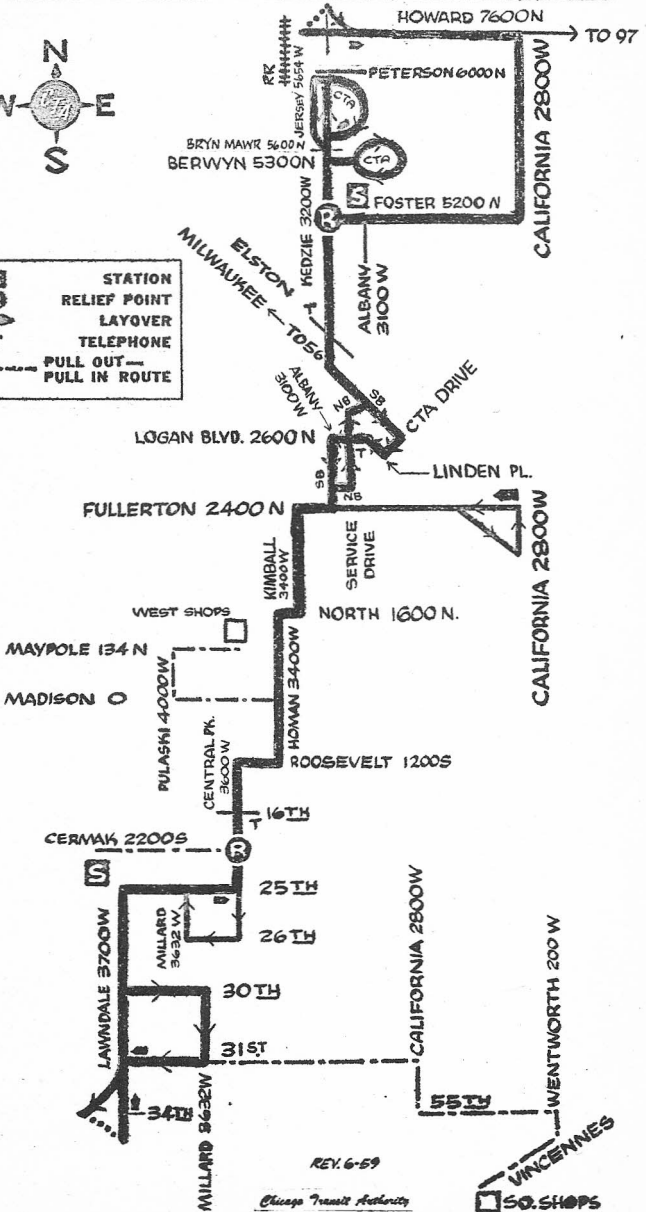 HOWARD 7600N
TO 97
N
W
E
S
CTA
RR
JERSEY 5654 W
PETERSON 6000N
CTA
CALIFORNIA 2800W
BRYN MAWR 5600N
BERWYN 5300N
CTA
S
FOSTER 5200 N
R
KEDZIE 3200W
ALBANY
3100W
STATION
RELIEF POINT
LAYOVER
TELEPHONE
PULL OUT—
PULL IN ROUTE
ELSTON
MILWAUKEE ← TO 56
T
ALBANY
3100W
NB
SB
CTA DRIVE
LOGAN BLVD. 2600 N
T
LINDEN PL.
SB
NB
FULLERTON 2400 N
SERVICE
DRIVE
CALIFORNIA 2800W
KIMBALL
3400W
WEST SHOPS
NORTH 1600 N.
MAYPOLE 134 N
PULASKI 4000W
MADISON O
HOMAN 3400W
CENTRAL PK.
3600 W
ROOSEVELT 1200S
16TH
T
CERMAK 2200S
R
S
25TH
MILLARD
3632 W
26TH
LAWNDALE 3700W
30TH
31ST
CALIFORNIA 2800W
WENTWORTH 200 W
34TH
MILLARD 3632W
55TH
VINCENNES
REV. 6-59
Chicago Transit Authority
SO. SHOPS